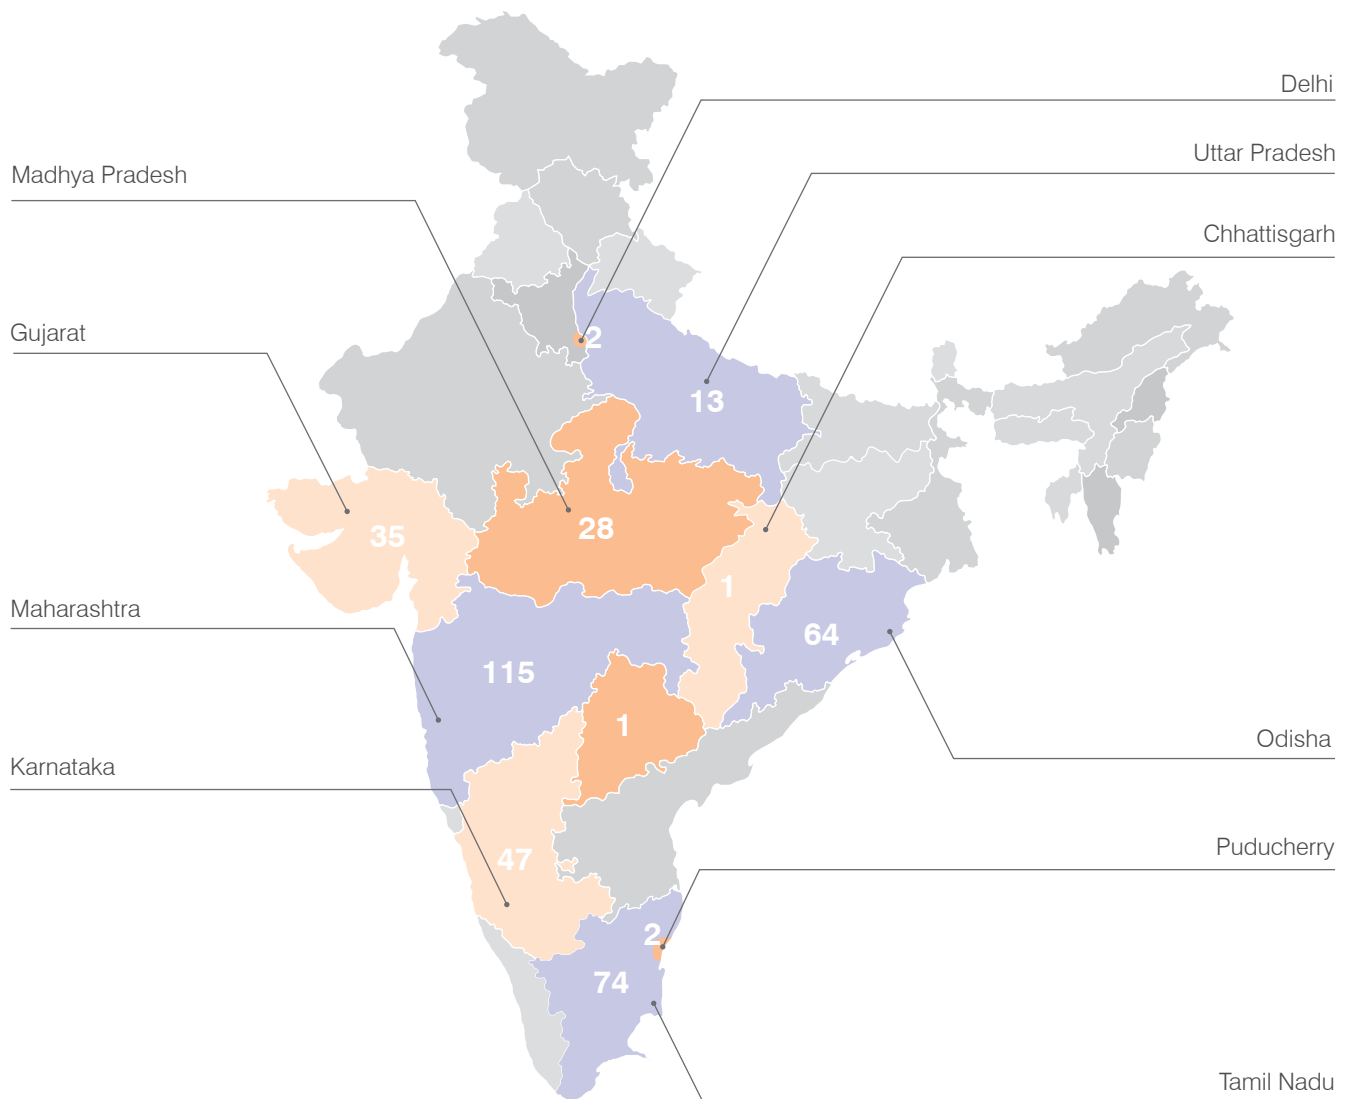 Delhi
Uttar Pradesh
Madhya Pradesh
Chhattisgarh
Gujarat
2
13
35
28
1
Maharashtra
64
115
1
Odisha
Karnataka
47
Puducherry
2
74
Tamil Nadu